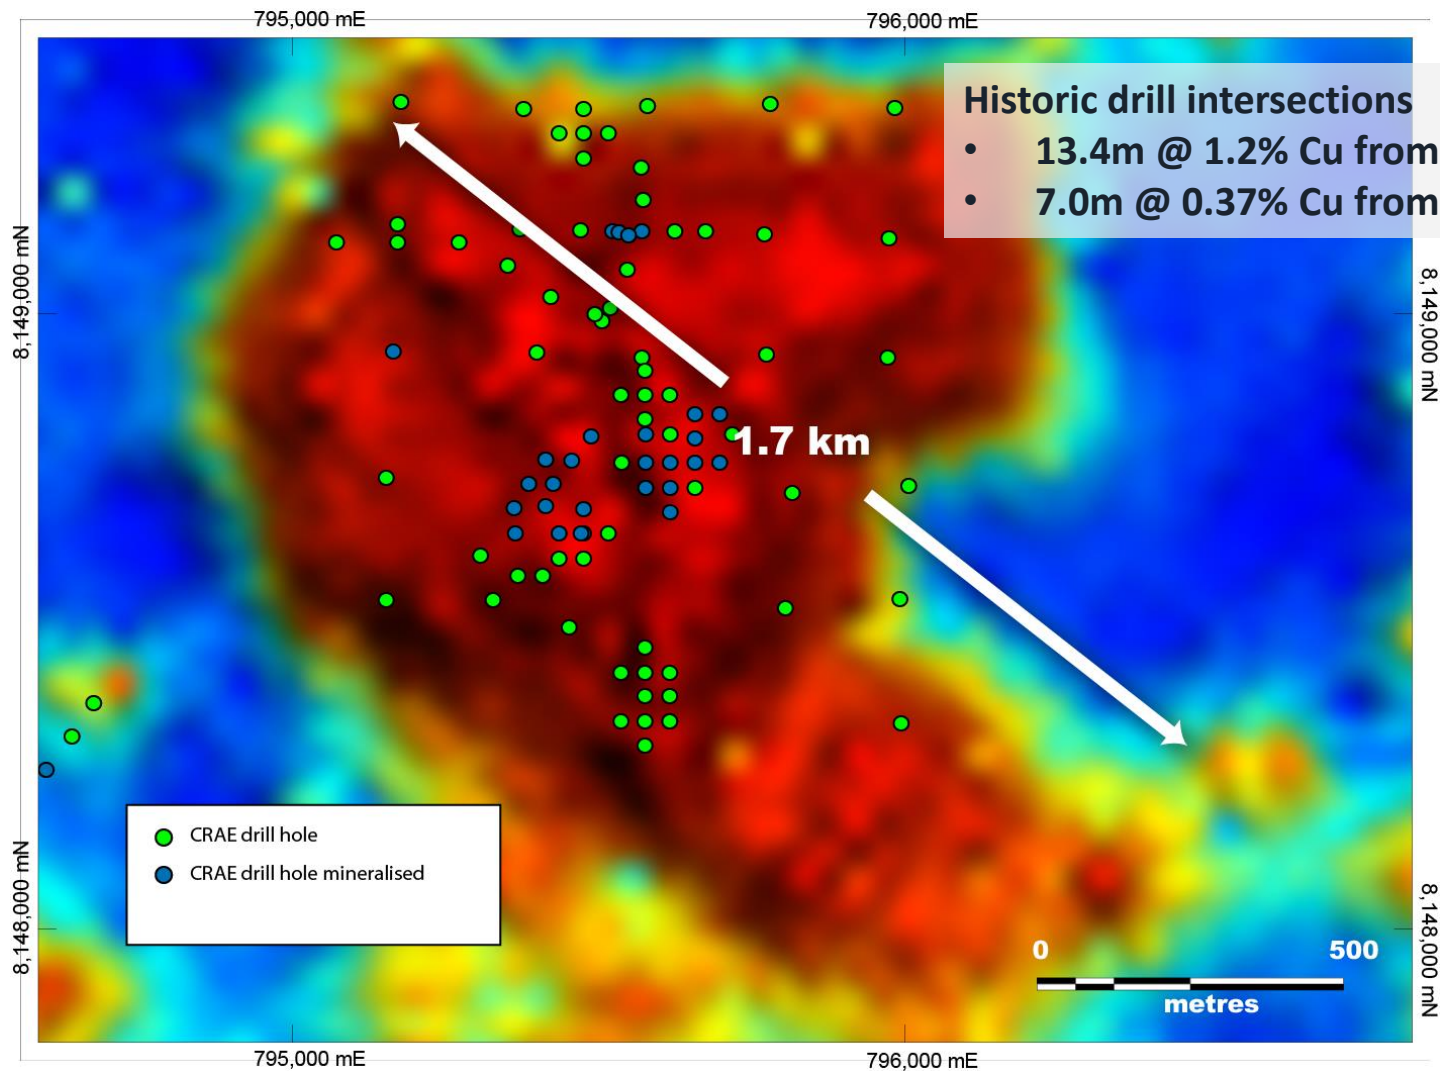 795,000 mE
796,000 mE
Historic drill intersections
• 13.4m @ 1.2% Cu from
• 7.0m @ 0.37% Cu from
8,149,000 mN
8,149,000 mN
1.7 km
CRAE drill hole
CRAE drill hole mineralised
8,148,000 mN
8,148,000 mN
0 500
metres
795,000 mE
796,000 mE